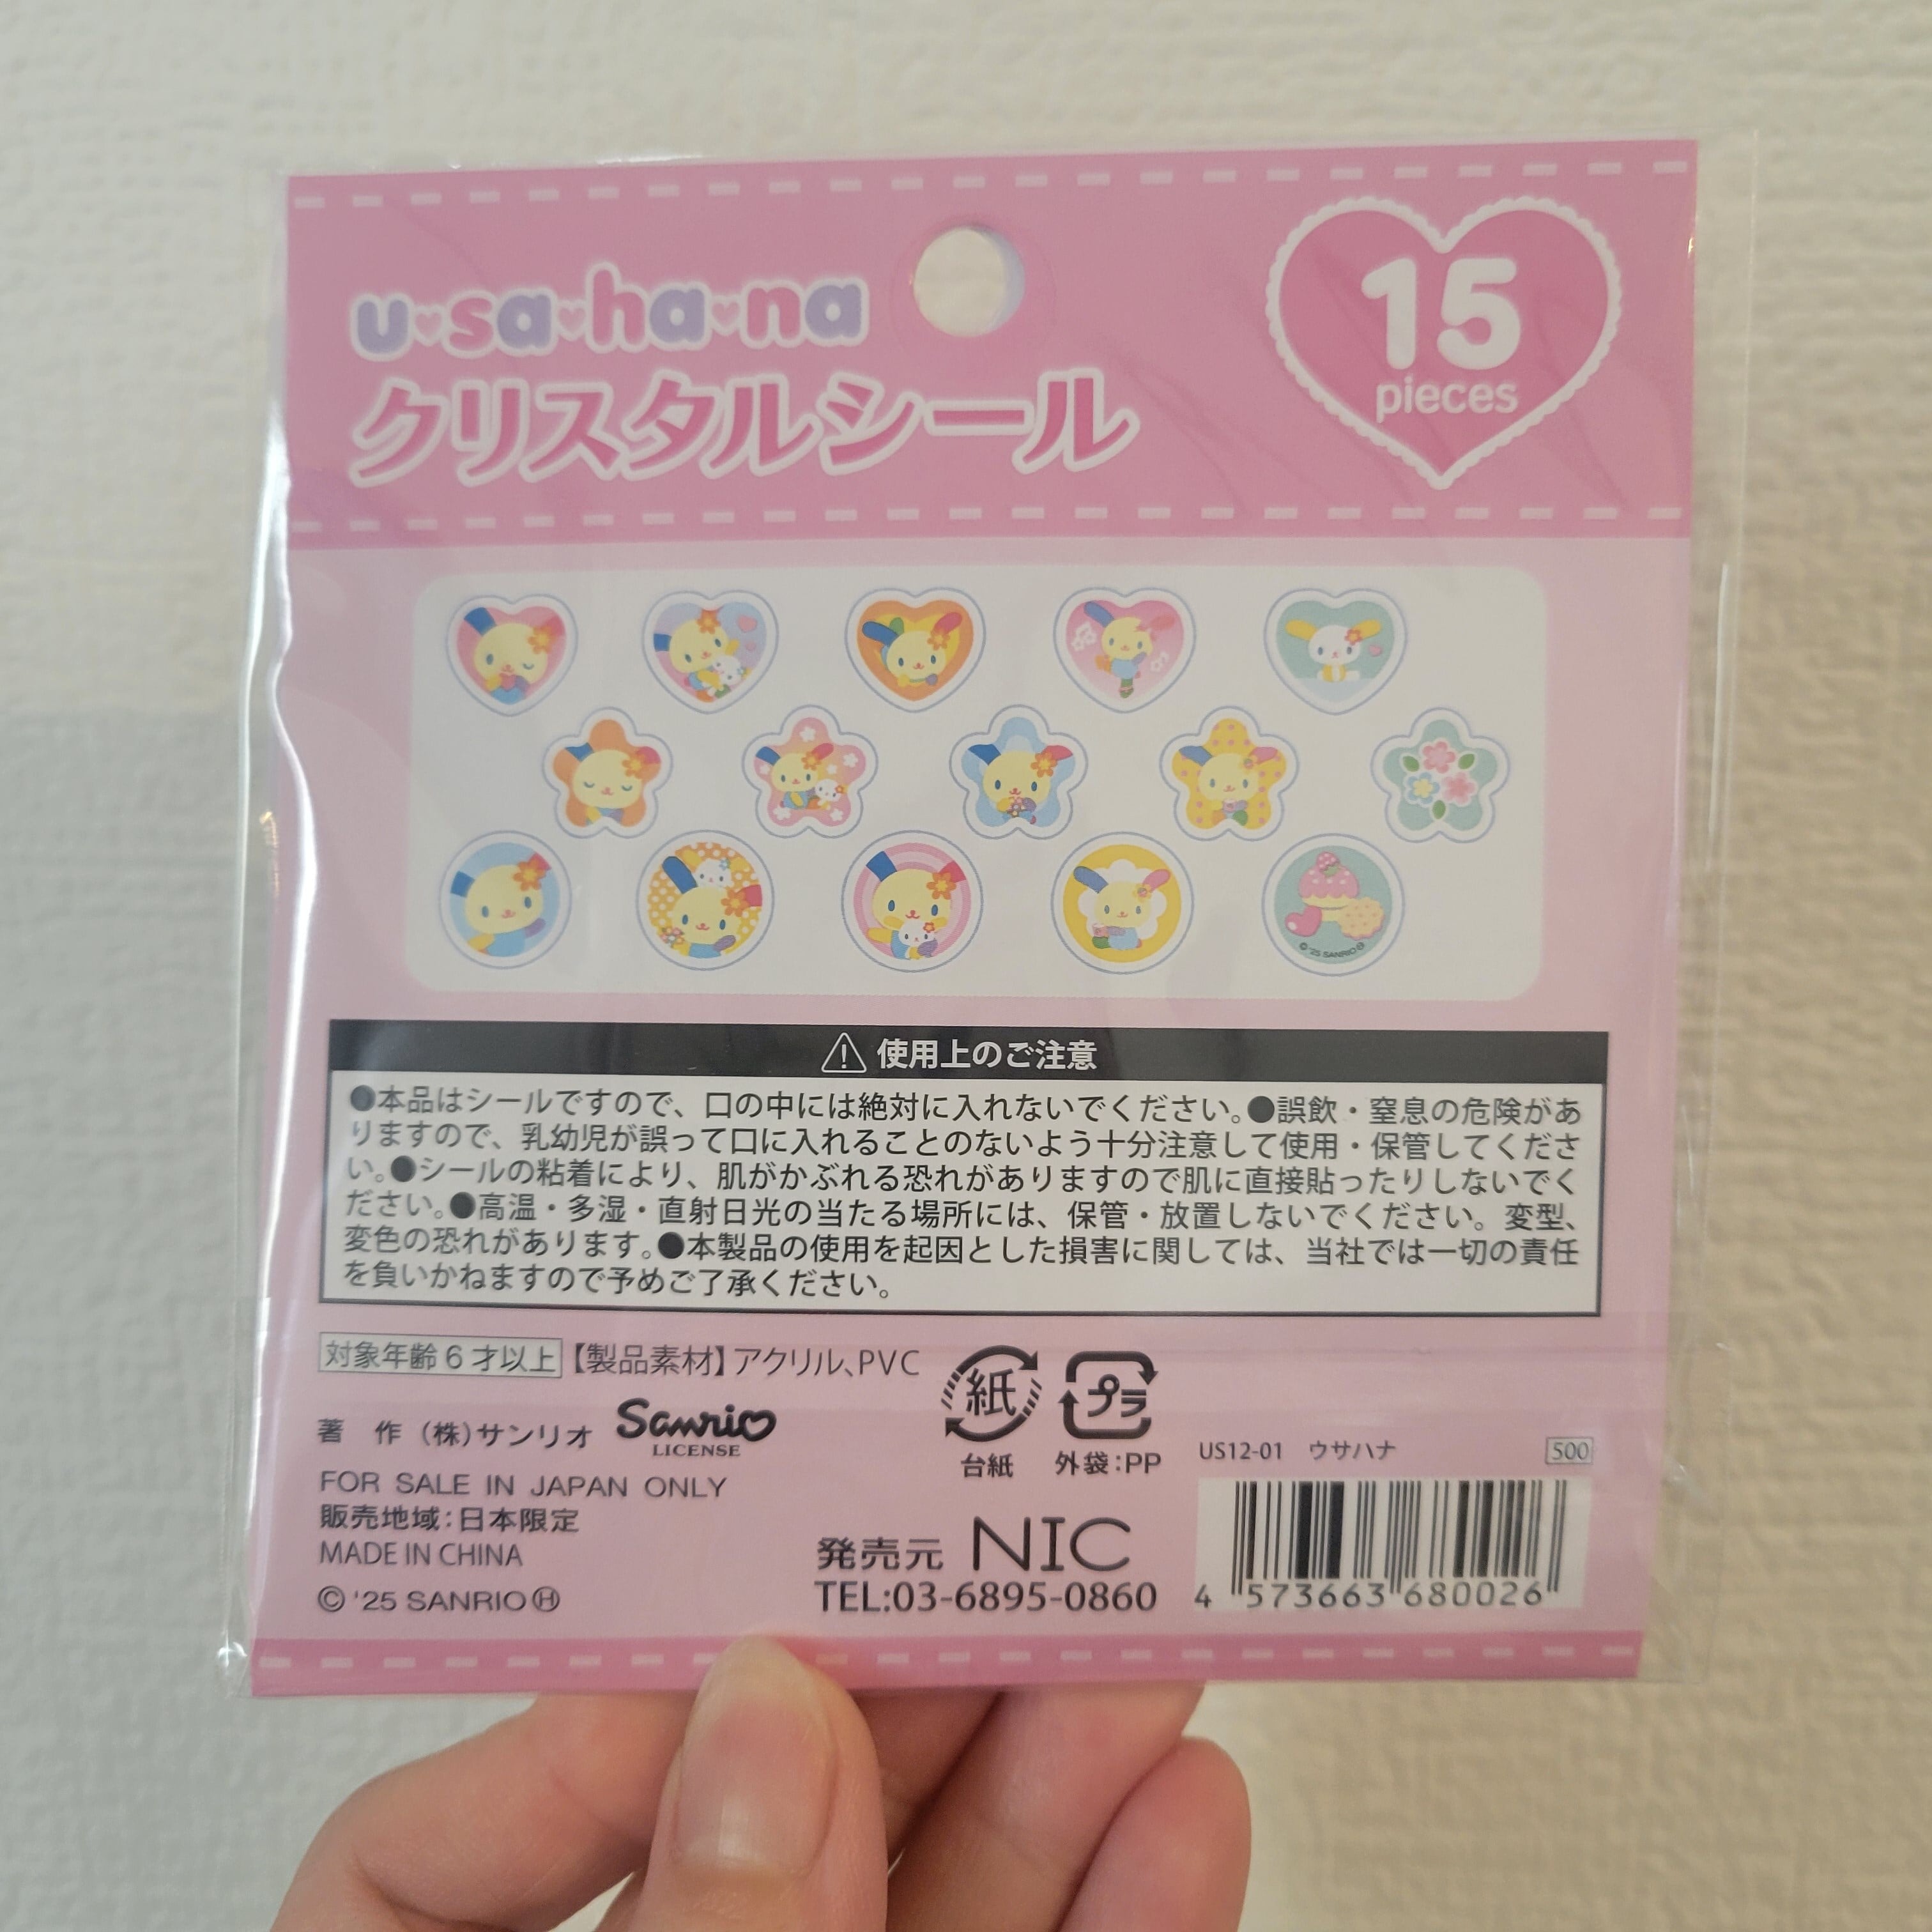 u♥sa♥ha♥na
クリスタルシール
15
pieces
© '25 SANRIO Ⓗ
⚠ 使用上のご注意
●本品はシールですので、口の中には絶対に入れないでください。●誤飲・窒息の危険があ
りますので、乳幼児が誤って口に入れることのないよう十分注意して使用・保管してくださ
い。●シールの粘着により、肌がかぶれる恐れがありますので肌に直接貼ったりしないでく
ださい。●高温・多湿・直射日光の当たる場所には、保管・放置しないでください。変型、
変色の恐れがあります。●本製品の使用を起因とした損害に関しては、当社では一切の責任
を負いかねますので予めご了承ください。
対象年齢6才以上【製品素材】アクリル、PVC
著 作 (株)サンリオ Sanrio
LICENSE
FOR SALE IN JAPAN ONLY
販売地域:日本限定
MADE IN CHINA
© '25 SANRIO Ⓗ
紙
台紙
プラ
外袋:PP
発売元 NIC
TEL:03-6895-0860
US12-01 ウサハナ 500
4 573663 680026